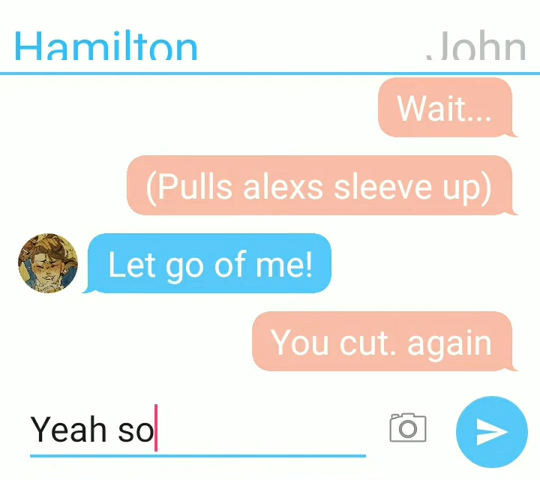 Hamilton
John
Wait...
(Pulls alexs sleeve up)
Let go of me!
You cut. again
Yeah so